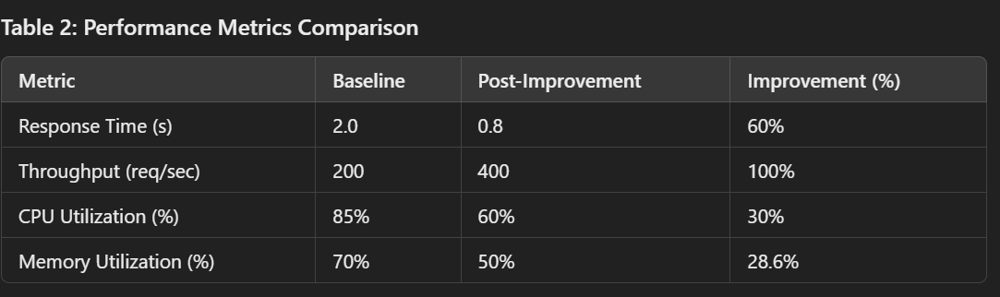 Table 2: Performance Metrics Comparison
Metric Baseline Post-Improvement Improvement (%)
Response Time (s) 2.0 0.8 60%
Throughput (req/sec) 200 400 100%
CPU Utilization (%) 85% 60% 30%
Memory Utilization (%) 70% 50% 28.6%